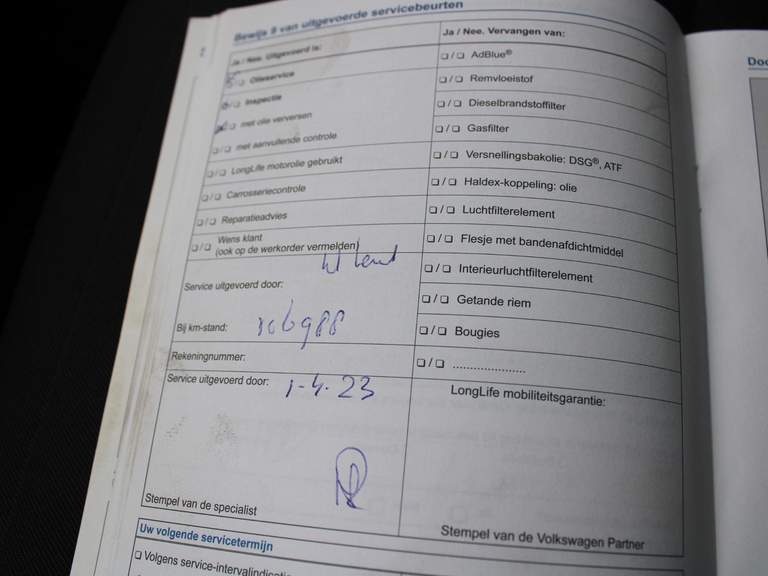 Bewijs 9 van uitgevoerde servicebeurten
Ja / Nee. Uitgevoerd is:
Olieservice
Inspectie
met olie verversen
met aanvullende controle
LongLife motorolie gebruikt
Carrosseriecontrole
Reparatieadvies
Wens klant
(ook op de werkorder vermelden)
Service uitgevoerd door:
Bij km-stand:
Rekeningnummer:
Service uitgevoerd door: 1-4.23
Stempel van de specialist
Ja / Nee. Vervangen van:
❏ / ❏ AdBlue®
❏ / ❏ Remvloeistof
❏ / ❏ Dieselbrandstoffilter
❏ / ❏ Gasfilter
❏ / ❏ Versnellingsbakolie: DSG®, ATF
❏ / ❏ Haldex-koppeling: olie
❏ / ❏ Luchtfilterelement
❏ / ❏ Flesje met bandenafdichtmiddel
❏ / ❏ Interieurluchtfilterelement
❏ / ❏ Getande riem
❏ / ❏ Bougies
❏ / ❏ .....................
LongLife mobiliteitsgarantie:
Stempel van de Volkswagen Partner
Uw volgende servicetermijn
❏ Volgens service-intervalindicatie